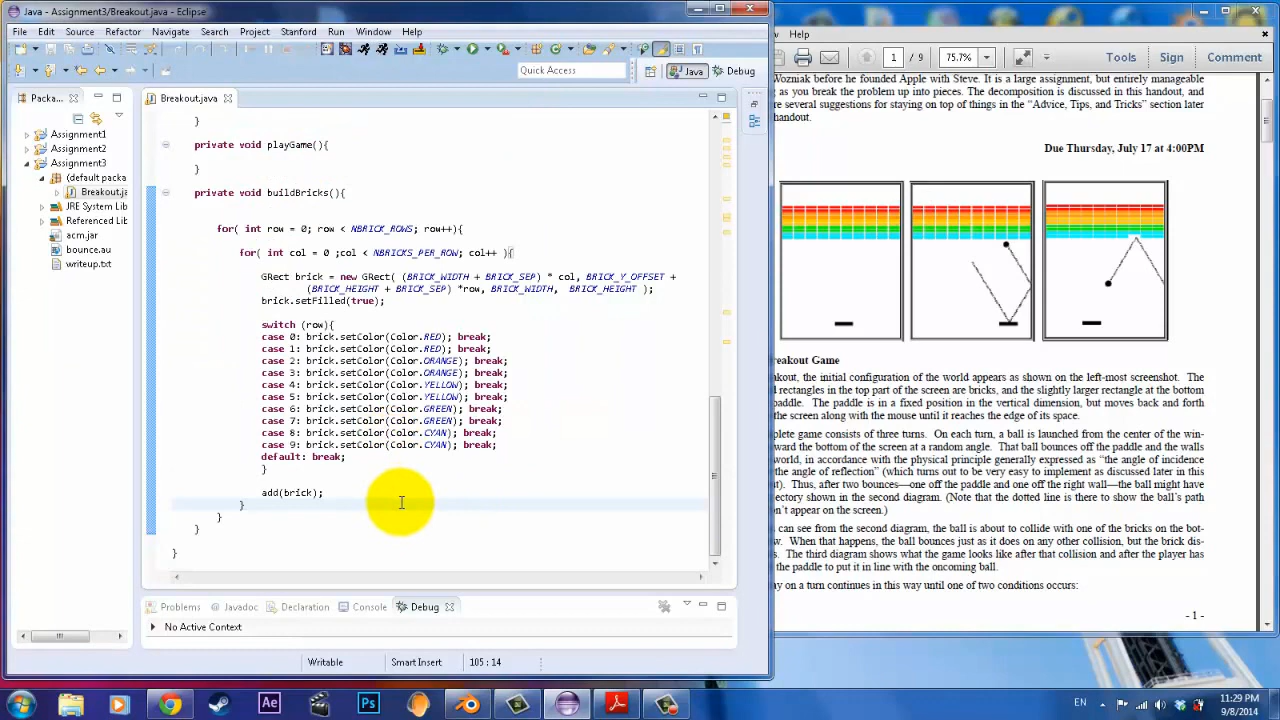 Java - Assignment3/Breakout.java - Eclipse
File Edit Source Refactor Navigate Search Project Stanford Run Window Help
Quick Access
Java
Debug
Packa...
Assignment1
Assignment2
Assignment3
(default packa
Breakout.ja
JRE System Lib
Referenced Lib
acm.jar
bounce.au
writeup.txt
Breakout.java
}
private void playGame(){
}
private void buildBricks(){
for( int row = 0; row < NBRICK_ROWS; row++){
for( int col = 0 ;col < NBRICKS_PER_ROW; col++ ){
GRect brick = new GRect( (BRICK_WIDTH + BRICK_SEP) * col, BRICK_Y_OFFSET +
(BRICK_HEIGHT + BRICK_SEP) *row, BRICK_WIDTH,  BRICK_HEIGHT );
brick.setFilled(true);
switch (row){
case 0: brick.setColor(Color.RED); break;
case 1: brick.setColor(Color.RED); break;
case 2: brick.setColor(Color.ORANGE); break;
case 3: brick.setColor(Color.ORANGE); break;
case 4: brick.setColor(Color.YELLOW); break;
case 5: brick.setColor(Color.YELLOW); break;
case 6: brick.setColor(Color.GREEN); break;
case 7: brick.setColor(Color.GREEN); break;
case 8: brick.setColor(Color.CYAN); break;
case 9: brick.setColor(Color.CYAN); break;
default: break;
}
add(brick);
}
}
}
}
Problems @ Javadoc Declaration Console Debug
No Active Context
Writable Smart Insert 105 : 14
w Help
1 / 9 75.7% Tools Sign Comment
Wozniak before he founded Apple with Steve. It is a large assignment, but entirely manageable
g as you break the problem up into pieces. The decomposition is discussed in this handout, and
re several suggestions for staying on top of things in the “Advice, Tips, and Tricks” section later
handout.
Due Thursday, July 17 at 4:00PM
reakout Game
akout, the initial configuration of the world appears as shown on the left-most screenshot. The
d rectangles in the top part of the screen are bricks, and the slightly larger rectangle at the bottom
paddle. The paddle is in a fixed position in the vertical dimension, but moves back and forth
the screen along with the mouse until it reaches the edge of its space.
plete game consists of three turns. On each turn, a ball is launched from the center of the win-
ward the bottom of the screen at a random angle. That ball bounces off the paddle and the walls
world, in accordance with the physical principle generally expressed as “the angle of incidence
the angle of reflection” (which turns out to be very easy to implement as discussed later in this
ut). Thus, after two bounces—one off the paddle and one off the right wall—the ball might have
ectory shown in the second diagram. (Note that the dotted line is there to show the ball’s path
on’t appear on the screen.)
can see from the second diagram, the ball is about to collide with one of the bricks on the bot-
w. When that happens, the ball bounces just as it does on any other collision, but the brick dis-
s. The third diagram shows what the game looks like after that collision and after the player has
the paddle to put it in line with the oncoming ball.
ay on a turn continues in this way until one of two conditions occurs:
- 1 -
Ae Ps
EN
11:29 PM
9/8/2014